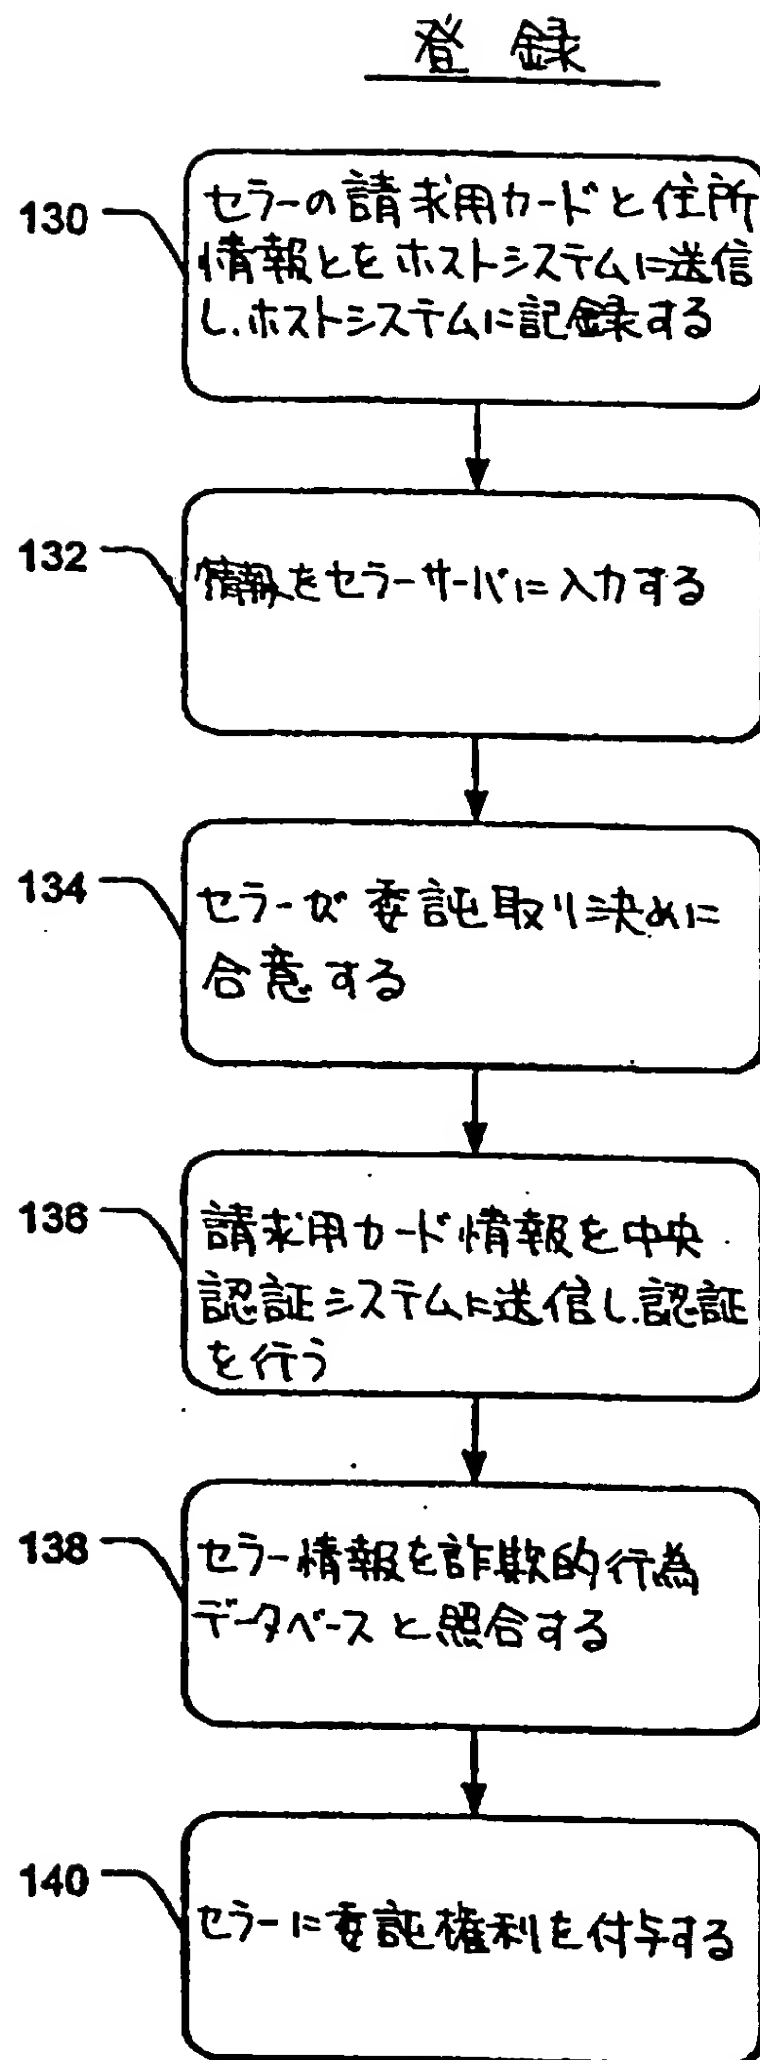 登録
130
セラーの請求用カードと住所
情報とをホストシステムに送信
し、ホストシステムに記録する
132
情報をセラーサーバに入力する
134
セラーが委託取り決めに
合意する
136
請求用カード情報を中央
認証システムに送信し、認証
を行う
138
セラー情報を詐欺的行為
データベースと照合する
140
セラーに委託権利を付与する